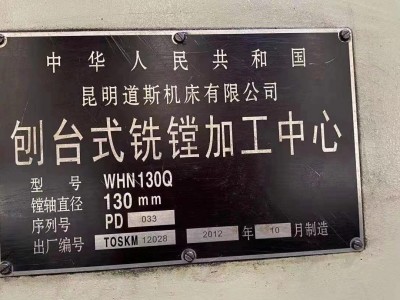 中华人民共和国
昆明道斯机床有限公司
刨台式铣镗加工中心
型号 WHN130Q
镗轴直径 130mm
序列号 PD 033
出厂编号 TOSKM 12028 2012 年 10 月制造